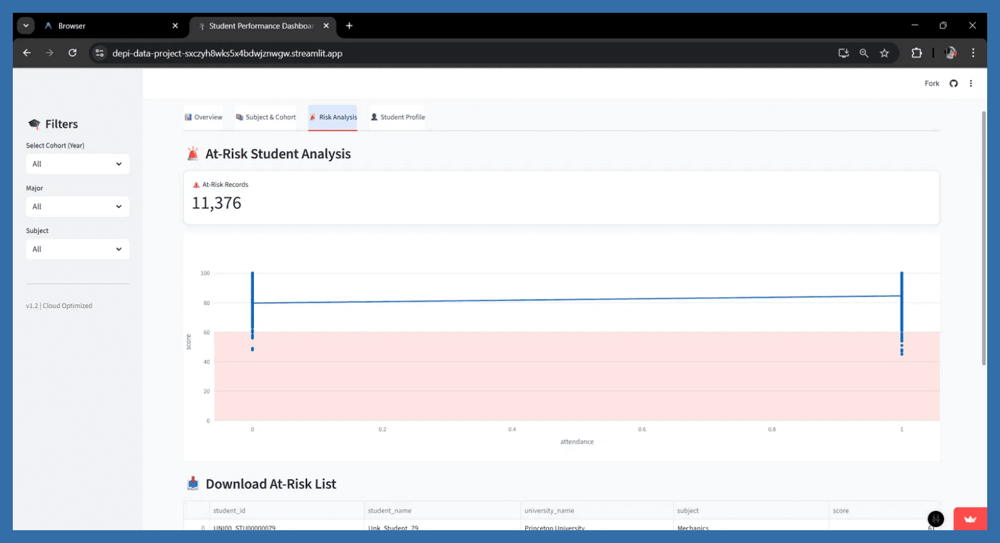 Browser
Student Performance Dashboar
depi-data-project-sxczyh8wks5x4bdwjznwgw.streamlit.app
Fork
Filters
Select Cohort (Year)
All
Major
All
Subject
All
v1.2 | Cloud Optimized
Overview
Subject & Cohort
Risk Analysis
Student Profile
At-Risk Student Analysis
At-Risk Records
11,376
100
80
60
40
20
0
score
0 0.2 0.4 0.6 0.8 1
attendance
Download At-Risk List
student_id student_name university_name subject score
0 UNI00_STU00000079 Unk_Student_79 Princeton University Mechanics 61